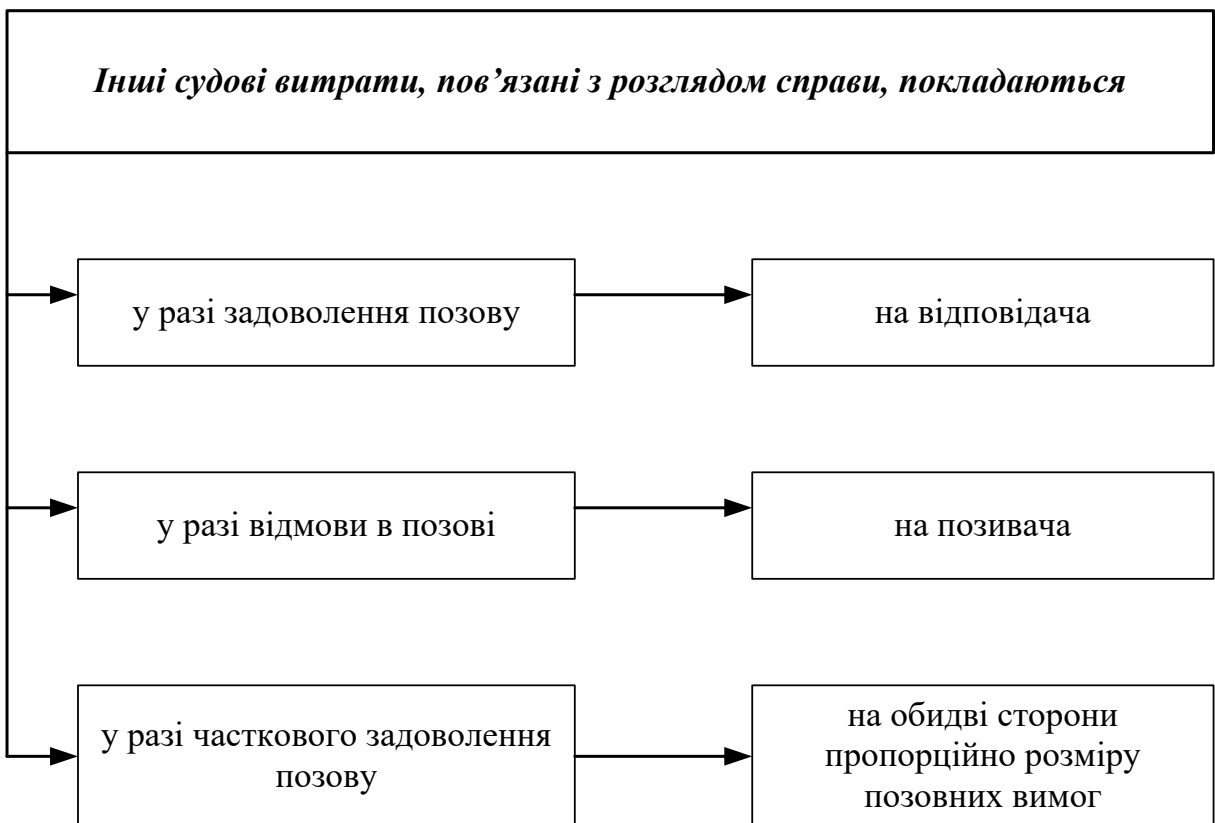 Інші судові витрати, пов’язані з розглядом справи, покладаються
у разі задоволення позову
на відповідача
у разі відмови в позові
на позивача
у разі часткового задоволення
позову
на обидві сторони
пропорційно розміру
позовних вимог